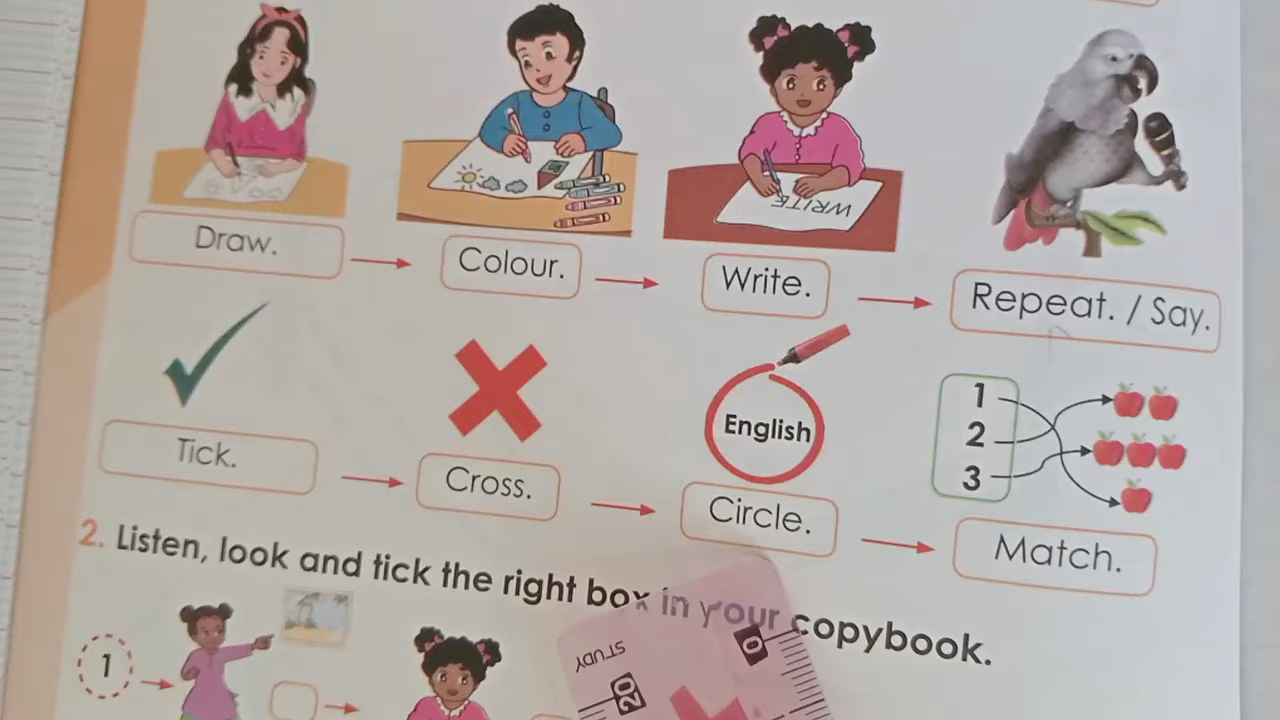 WRITE
Draw.
Colour.
Write.
Repeat. / Say.
English
1
2
3
Tick.
Cross.
Circle.
Match.
2. Listen, look and tick the right box in your copybook.
1
STUDY
20
0